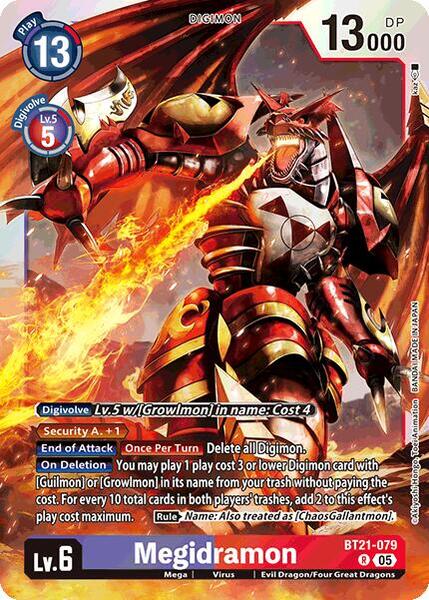 Play
13
DIGIMON
DP
13000
Digivolve
Lv.5
5
kaz
Digivolve Lv.5 w/[Growlmon] in name: Cost 4
Security A. +1
End of Attack Once Per Turn Delete all Digimon.
On Deletion You may play 1 play cost 3 or lower Digimon card with
[Guilmon] or [Growlmon] in its name from your trash without paying the
cost. For every 10 total cards in both players' trashes, add 2 to this effect's
play cost maximum. Rule Name: Also treated as [ChaosGallantmon].
©Akiyoshi Hongo, Toei Animation BANDAI MADE IN JAPAN
Lv.6
Megidramon
BT21-079
R 05
Mega | Virus | Evil Dragon/Four Great Dragons